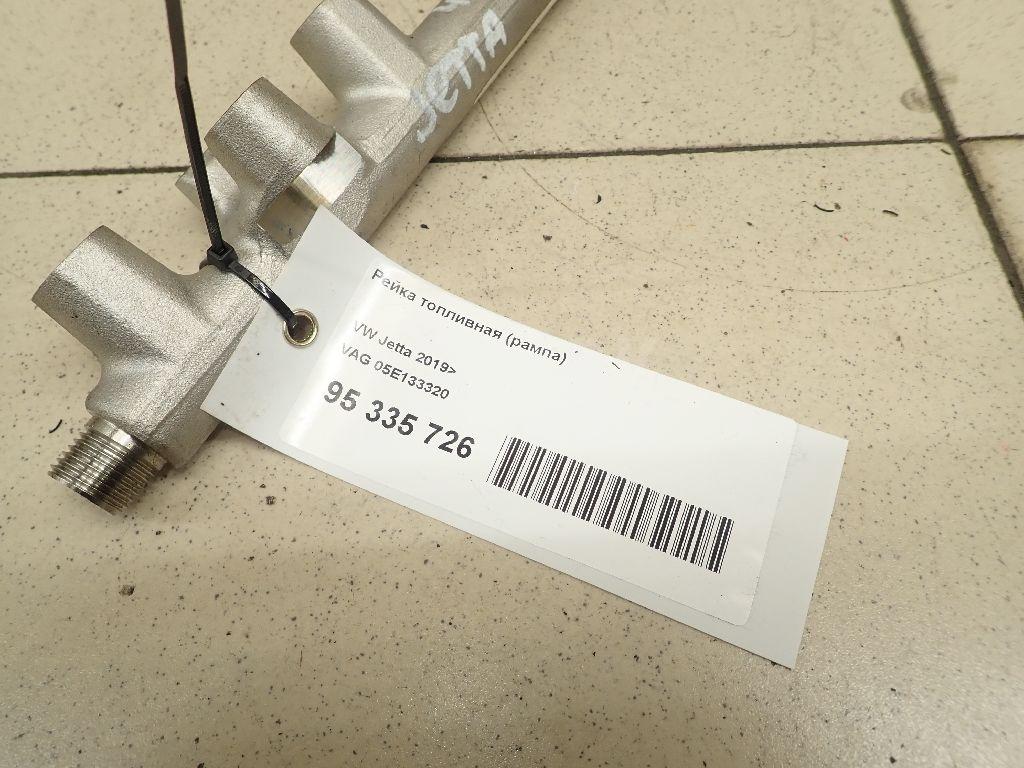 JETTA
Рейка топливная (рампа)
VW Jetta 2019>
VAG 05E133320
95 335 726